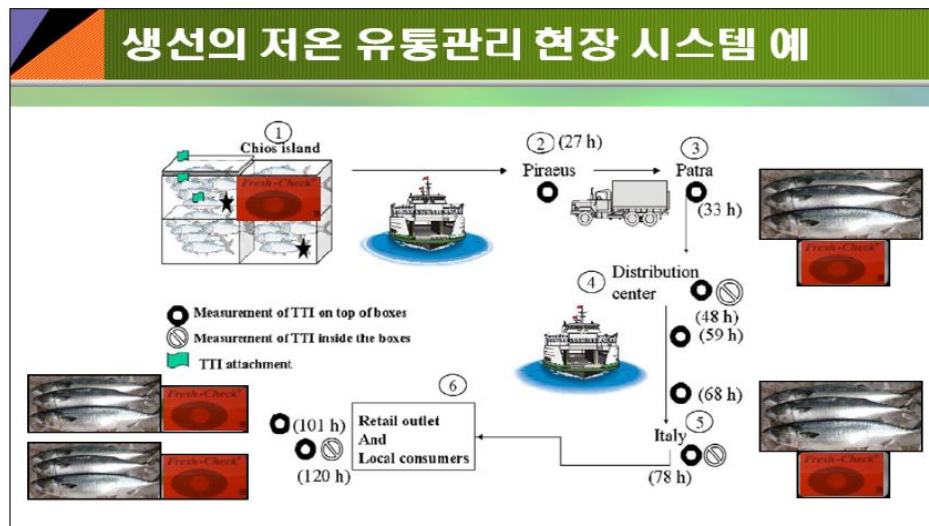 생선의 저온 유통관리 현장 시스템 예
1
Chios island
Fresh-Check
2 (27 h)
Piraeus
3
Patra
(33 h)
Fresh-Check
4
Distribution
center
(48 h)
(59 h)
Measurement of TTI on top of boxes
Measurement of TTI inside the boxes
TTI attachment
6
Retail outlet
And
Local consumers
(101 h)
(120 h)
(68 h)
5
Italy
(78 h)
Fresh-Check
Fresh-Check
Fresh-Check